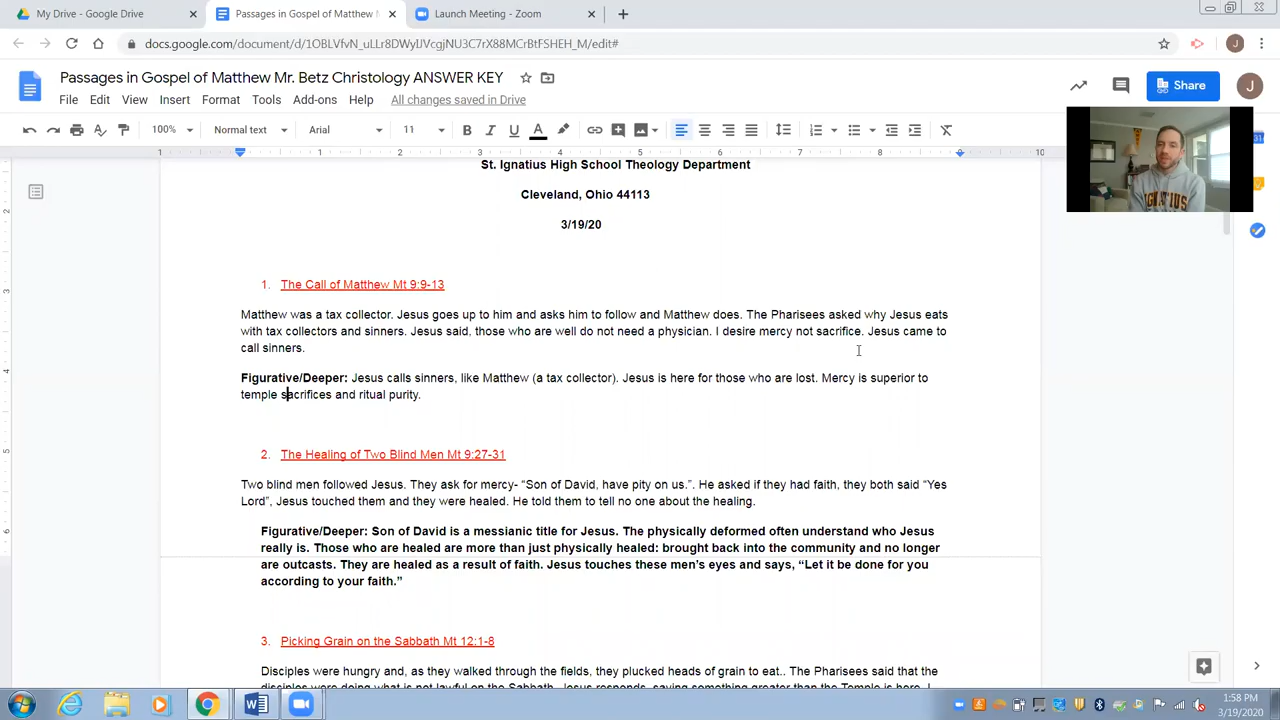 My Drive - Google Drive
Passages in Gospel of Matthew M
Launch Meeting - Zoom
docs.google.com/document/d/1OBLVfvN_uLLr8DWyIJVcgjNU3C7rX88MCrBtFSHEH_M/edit#
Passages in Gospel of Matthew Mr. Betz Christology ANSWER KEY
File Edit View Insert Format Tools Add-ons Help All changes saved in Drive
Share
J
100% Normal text Arial 11
1 1 2 3 4 5 6 7 8 9 10
IGNATIUS
St. Ignatius High School Theology Department
Cleveland, Ohio 44113
3/19/20
1. The Call of Matthew Mt 9:9-13
Matthew was a tax collector. Jesus goes up to him and asks him to follow and Matthew does. The Pharisees asked why Jesus eats
with tax collectors and sinners. Jesus said, those who are well do not need a physician. I desire mercy not sacrifice. Jesus came to
call sinners.
Figurative/Deeper: Jesus calls sinners, like Matthew (a tax collector). Jesus is here for those who are lost. Mercy is superior to
temple sacrifices and ritual purity.
2. The Healing of Two Blind Men Mt 9:27-31
Two blind men followed Jesus. They ask for mercy- “Son of David, have pity on us.”. He asked if they had faith, they both said “Yes
Lord”, Jesus touched them and they were healed. He told them to tell no one about the healing.
Figurative/Deeper: Son of David is a messianic title for Jesus. The physically deformed often understand who Jesus
really is. Those who are healed are more than just physically healed: brought back into the community and no longer
are outcasts. They are healed as a result of faith. Jesus touches these men’s eyes and says, “Let it be done for you
according to your faith.”
3. Picking Grain on the Sabbath Mt 12:1-8
Disciples were hungry and, as they walked through the fields, they plucked heads of grain to eat.. The Pharisees said that the
1:58 PM
3/19/2020